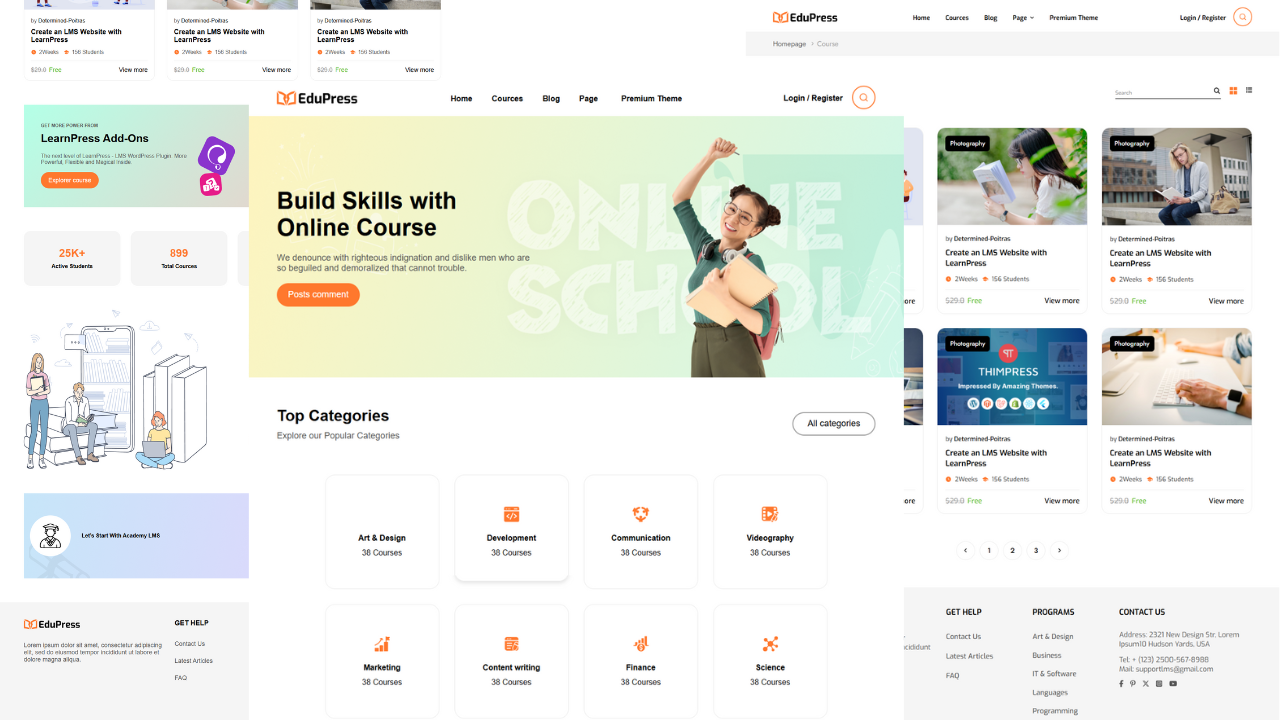 by Determined-Poitras
Create an LMS Website with
LearnPress
2Weeks 156 Students
$29.0 Free View more
by Determined-Poitras
Create an LMS Website with
LearnPress
2Weeks 156 Students
$29.0 Free View more
by Determined-Poitras
Create an LMS Website with
LearnPress
2Weeks 156 Students
$29.0 Free View more
GET MORE POWER FROM
LearnPress Add-Ons
The next level of LearnPress - LMS WordPress Plugin. More
Powerful, Flexible and Magical Inside.
Explorer course
25K+
Active Students
899
Total Cources
Let's Start With Academy LMS
EduPress
Lorem ipsum dolor sit amet, consectetur adipiscing
elit, sed do eiusmod tempor incididunt ut labore et
dolore magna aliqua.
GET HELP
Contact Us
Latest Articles
FAQ
EduPress
Home Cources Blog Page Premium Theme
Login / Register
ONLINE
SCHOOL
Build Skills with
Online Course
We denounce with righteous indignation and dislike men who are
so beguiled and demoralized that cannot trouble.
Posts comment
Top Categories
Explore our Popular Categories
All categories
Art & Design
38 Courses
Development
38 Courses
Communication
38 Courses
Videography
38 Courses
Marketing
38 Courses
Content writing
38 Courses
Finance
38 Courses
Science
38 Courses
EduPress
Home Cources Blog Page Premium Theme
Login / Register
Homepage Course
Search
Photography
by Determined-Poitras
Create an LMS Website with
LearnPress
2Weeks 156 Students
$29.0 Free View more
Photography
by Determined-Poitras
Create an LMS Website with
LearnPress
2Weeks 156 Students
$29.0 Free View more
Photography
THIMPRESS
Impressed By Amazing Themes.
by Determined-Poitras
Create an LMS Website with
LearnPress
2Weeks 156 Students
$29.0 Free View more
Photography
by Determined-Poitras
Create an LMS Website with
LearnPress
2Weeks 156 Students
$29.0 Free View more
1 2 3
GET HELP
Contact Us
Latest Articles
FAQ
PROGRAMS
Art & Design
Business
IT & Software
Languages
Programming
CONTACT US
Address: 2321 New Design Str. Lorem
Ipsum10 Hudson Yards, USA
Tel: + (123) 2500-567-8988
Mail: supportlms@gmail.com